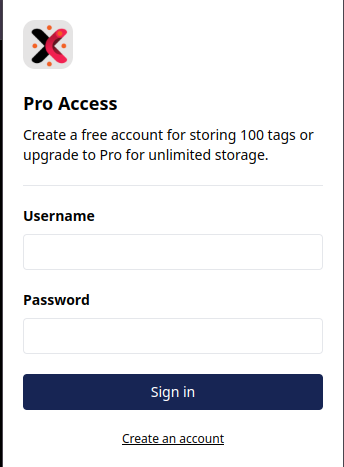 Pro Access
Create a free account for storing 100 tags or
upgrade to Pro for unlimited storage.
Username
Password
Sign in
Create an account